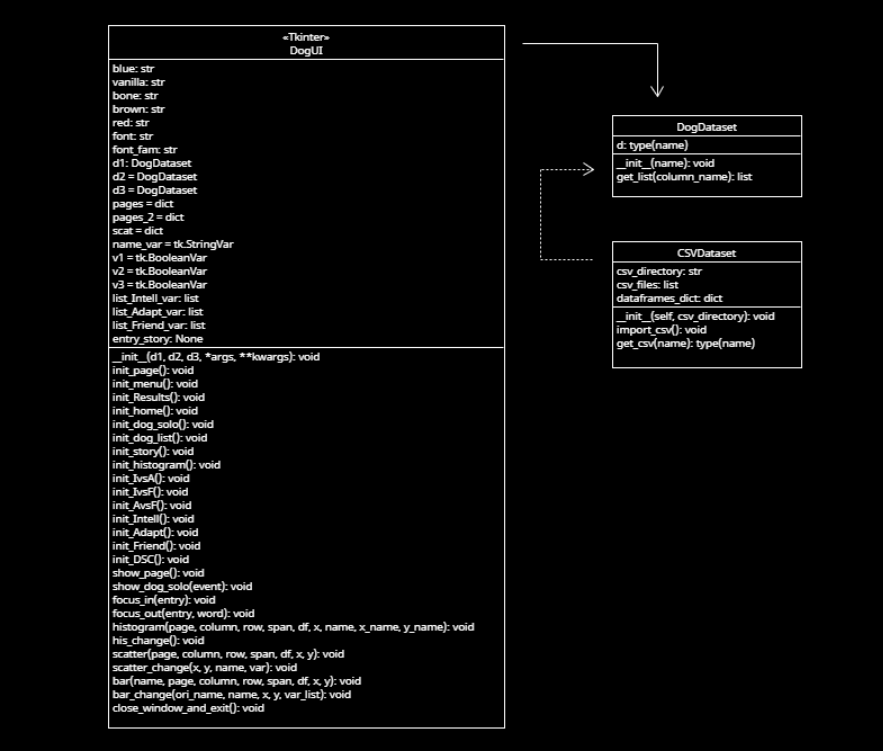 «Tkinter»
DogUI
blue: str
vanilla: str
bone: str
brown: str
red: str
font: str
font_fam: str
d1: DogDataset
d2 = DogDataset
d3 = DogDataset
pages = dict
pages_2 = dict
scat = dict
name_var = tk.StringVar
v1 = tk.BooleanVar
v2 = tk.BooleanVar
v3 = tk.BooleanVar
list_Intell_var: list
list_Adapt_var: list
list_Friend_var: list
entry_story: None
__init__(d1, d2, d3, *args, **kwargs): void
init_page(): void
init_menu(): void
init_Results(): void
init_home(): void
init_dog_solo(): void
init_dog_list(): void
init_story(): void
init_histogram(): void
init_IvsA(): void
init_IvsF(): void
init_AvsF(): void
init_Intell(): void
init_Adapt(): void
init_Friend(): void
init_DSC(): void
show_page(): void
show_dog_solo(event): void
focus_in(entry): void
focus_out(entry, word): void
histogram(page, column, row, span, df, x, name, x_name, y_name): void
his_change(): void
scatter(page, column, row, span, df, x, y): void
scatter_change(x, y, name, var): void
bar(name, page, column, row, span, df, x, y): void
bar_change(ori_name, name, x, y, var_list): void
close_window_and_exit(): void
DogDataset
d: type(name)
__init__(name): void
get_list(column_name): list
CSVDataset
csv_directory: str
csv_files: list
dataframes_dict: dict
__init__(self, csv_directory): void
import_csv(): void
get_csv(name): type(name)